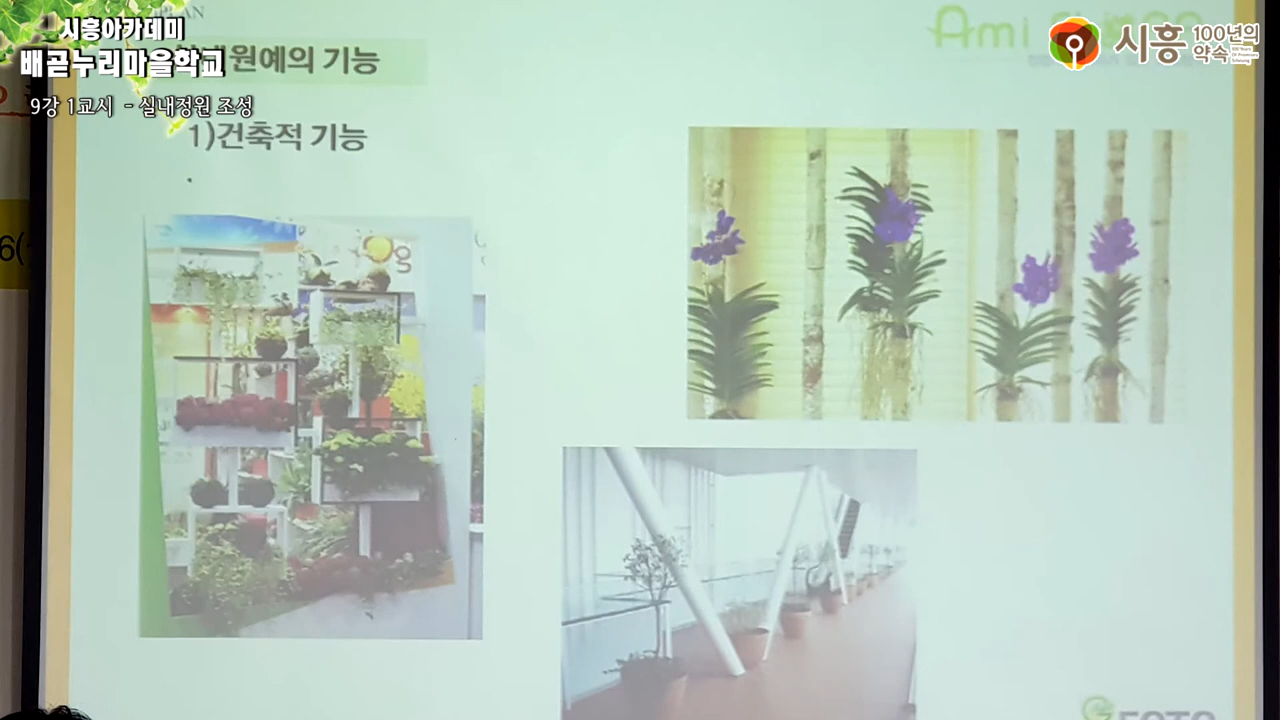 시흥아카데미
배곧누리마을학교
9강 1교시 - 실내정원 조성
원예의 기능
1)건축적 기능
Ami
시흥
100년의
약속